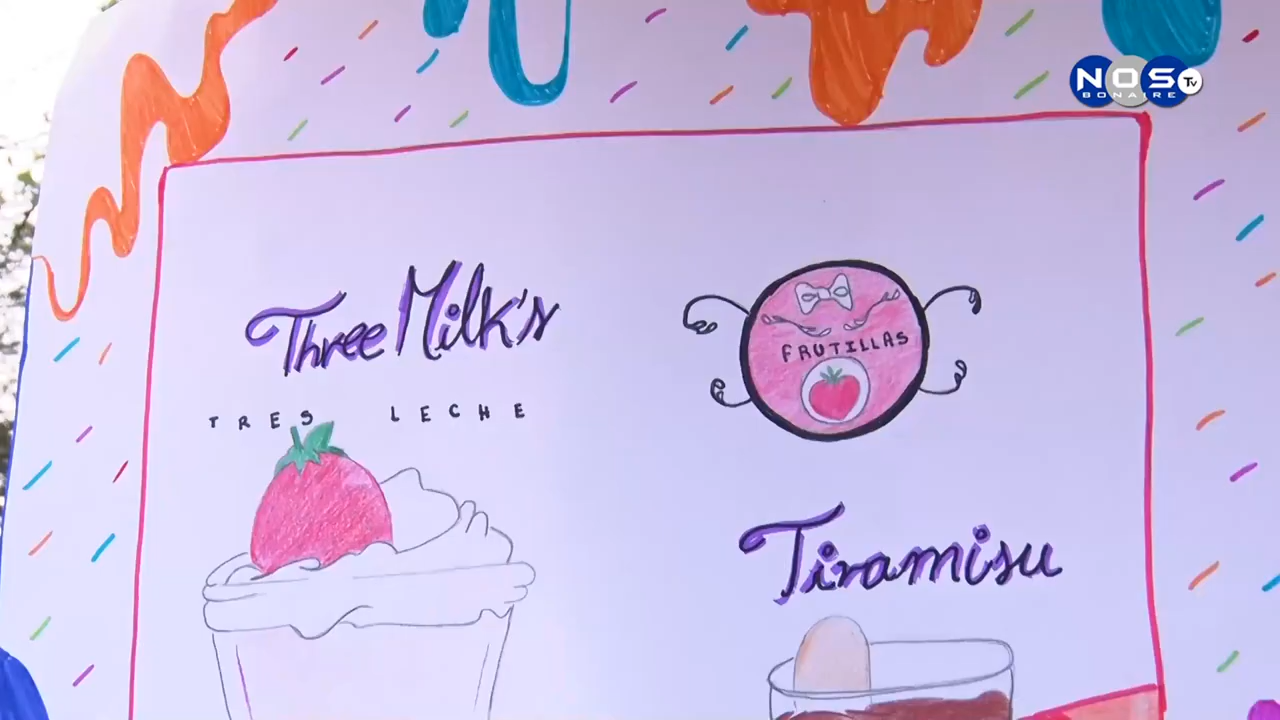 NOS TV
BONAIRE
Three Milk's
TRES LECHE
FRUTILLAS
Tiramisu